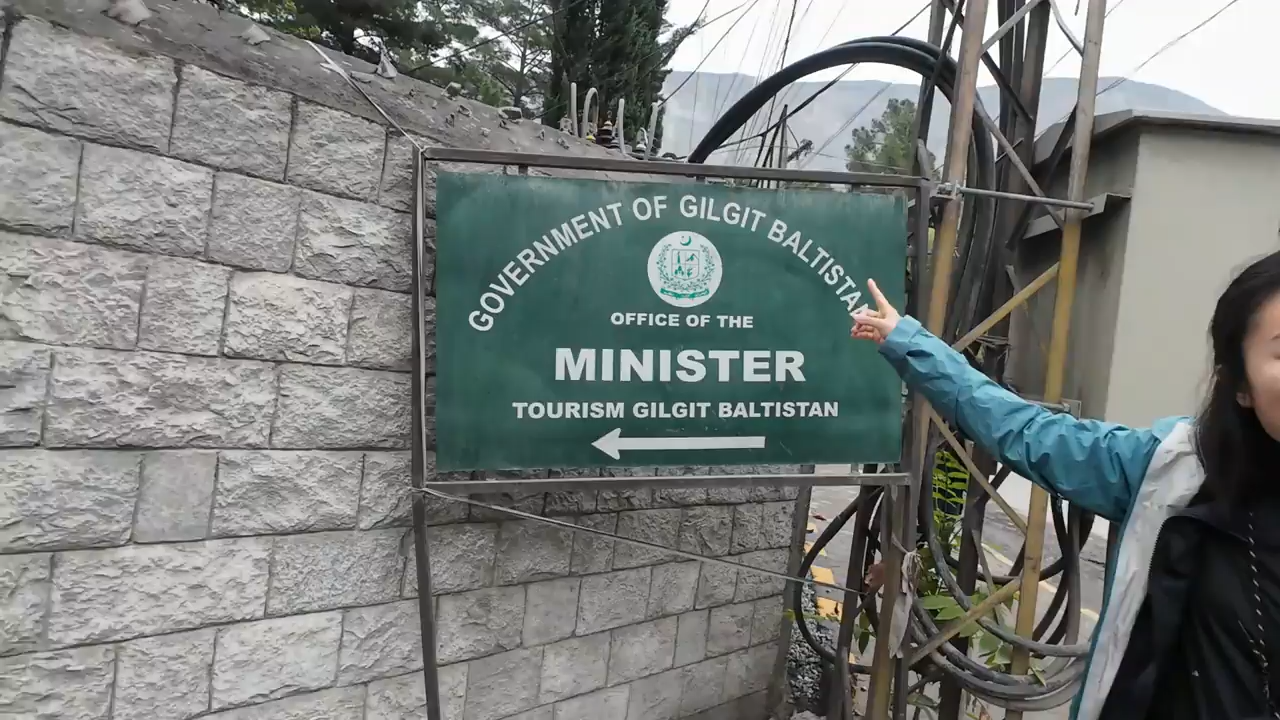 GOVERNMENT OF GILGIT BALTISTAN
OFFICE OF THE
MINISTER
TOURISM GILGIT BALTISTAN